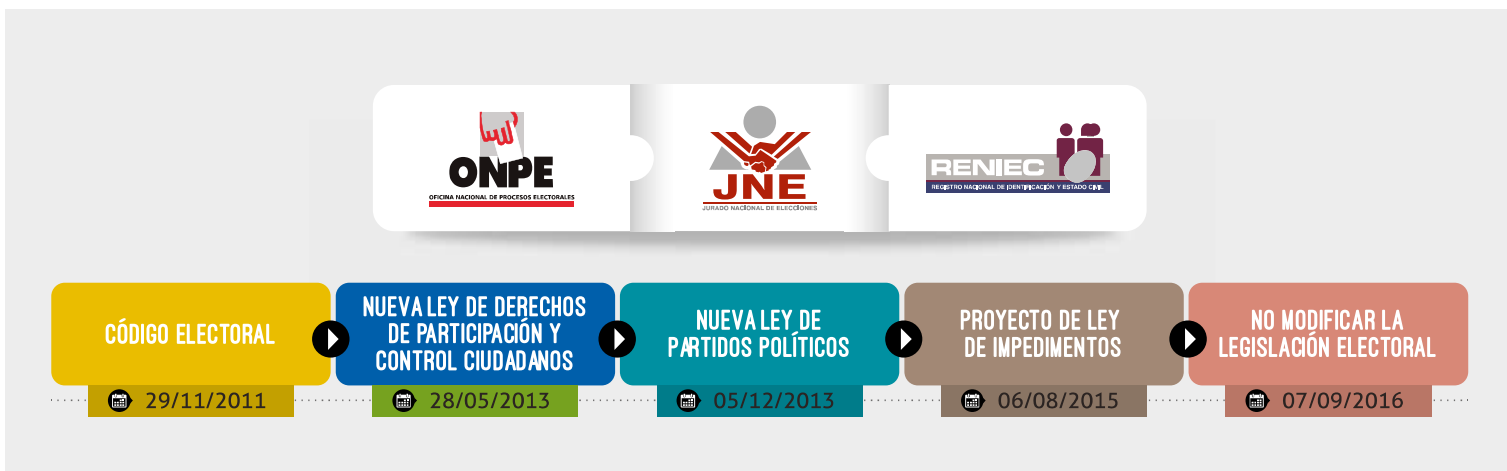 ONPE
OFICINA NACIONAL DE PROCESOS ELECTORALES
JNE
JURADO NACIONAL DE ELECCIONES
RENIEC
REGISTRO NACIONAL DE IDENTIFICACIÓN Y ESTADO CIVIL
CÓDIGO ELECTORAL
29/11/2011
NUEVA LEY DE DERECHOS
DE PARTICIPACIÓN Y
CONTROL CIUDADANOS
28/05/2013
NUEVA LEY DE
PARTIDOS POLÍTICOS
05/12/2013
PROYECTO DE LEY
DE IMPEDIMENTOS
06/08/2015
NO MODIFICAR LA
LEGISLACIÓN ELECTORAL
07/09/2016